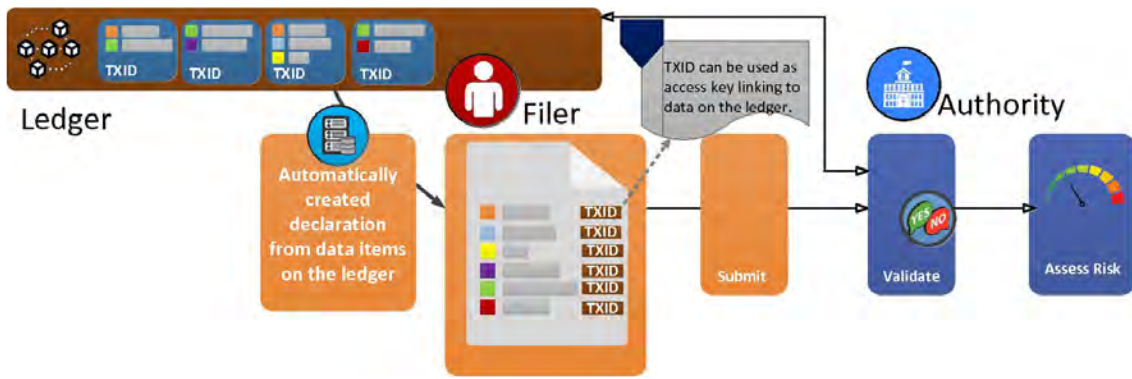 TXID
TXID
TXID
TXID
Ledger
Filer
TXID can be used as
access key linking to
data on the ledger.
Authority
Automatically
created
declaration
from data items
on the ledger
TXID
TXID
TXID
TXID
TXID
TXID
Submit
YES
NO
Validate
Assess Risk